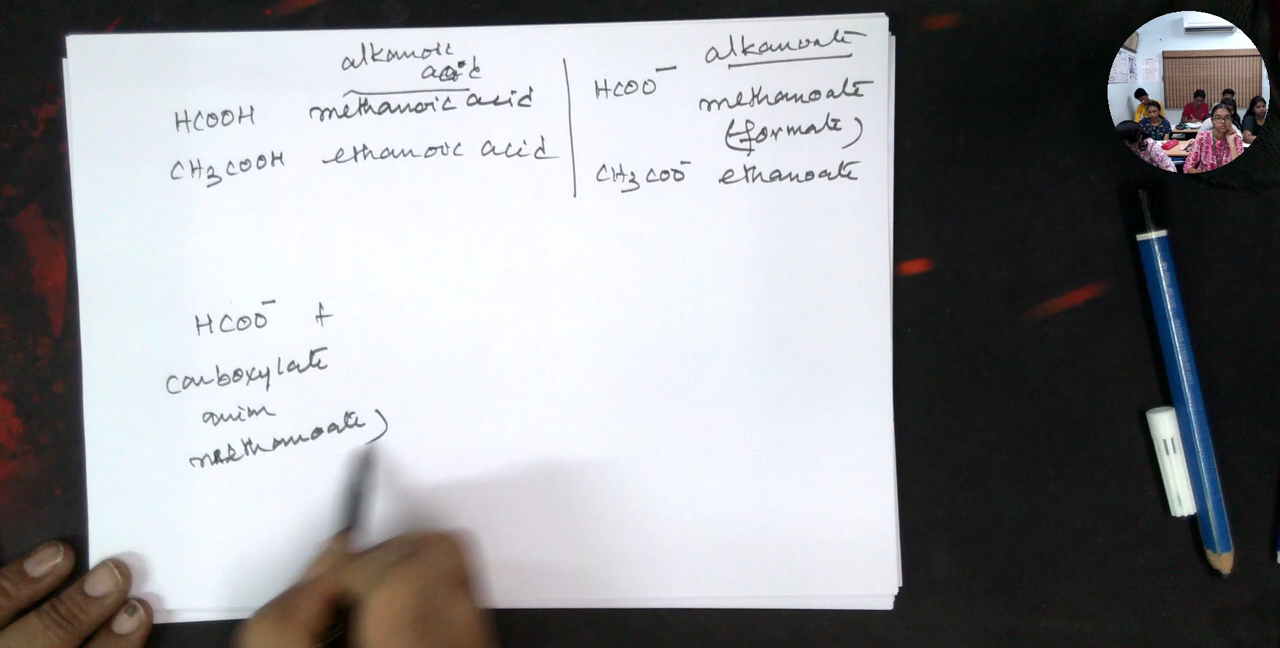 alkanoic
acid
HCOOH methanoic acid
CH3COOH ethanoic acid
alkanoate
HCOO⁻ methanoate
(formate)
CH3COO⁻ ethanoate
HCOO⁻ +
carboxylate
anion
methanoate)